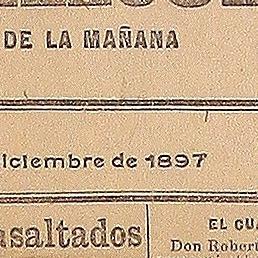 DE LA MAÑANA
iciembre de 1897
asaltados
EL CU
Don Robert